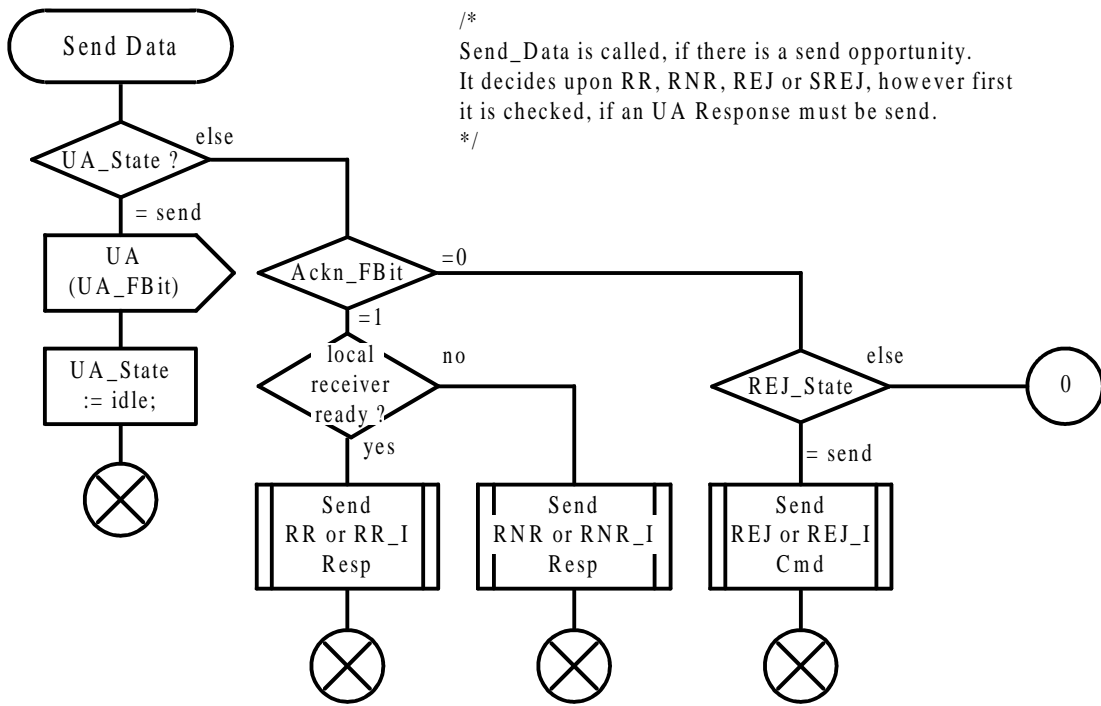 Send Data
/*
Send_Data is called, if there is a send opportunity.
It decides upon RR, RNR, REJ or SREJ, however first
it is checked, if an UA Response must be send.
*/
UA_State ?
else
= send
UA
(UA_FBit)
UA_State
:= idle;
Ackn_FBit
=0
=1
local
receiver
ready ?
no
yes
REJ_State
else
0
= send
Send
RR or RR_I
Resp
Send
RNR or RNR_I
Resp
Send
REJ or REJ_I
Cmd